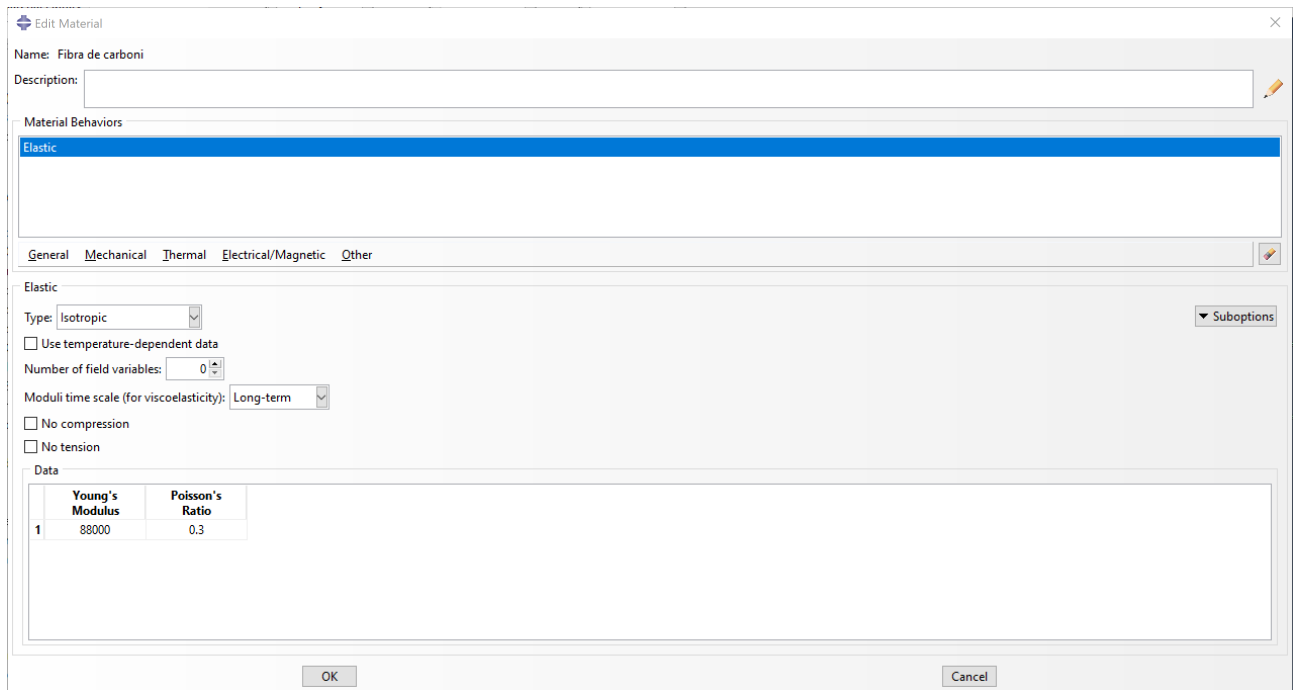 Edit Material
Name: Fibra de carboni
Description:
Material Behaviors
Elastic
General Mechanical Thermal Electrical/Magnetic Other
Elastic
Type: Isotropic
Suboptions
Use temperature-dependent data
Number of field variables: 0
Moduli time scale (for viscoelasticity): Long-term
No compression
No tension
Data
Young's Poisson's
Modulus Ratio
1 88000 0.3
OK Cancel